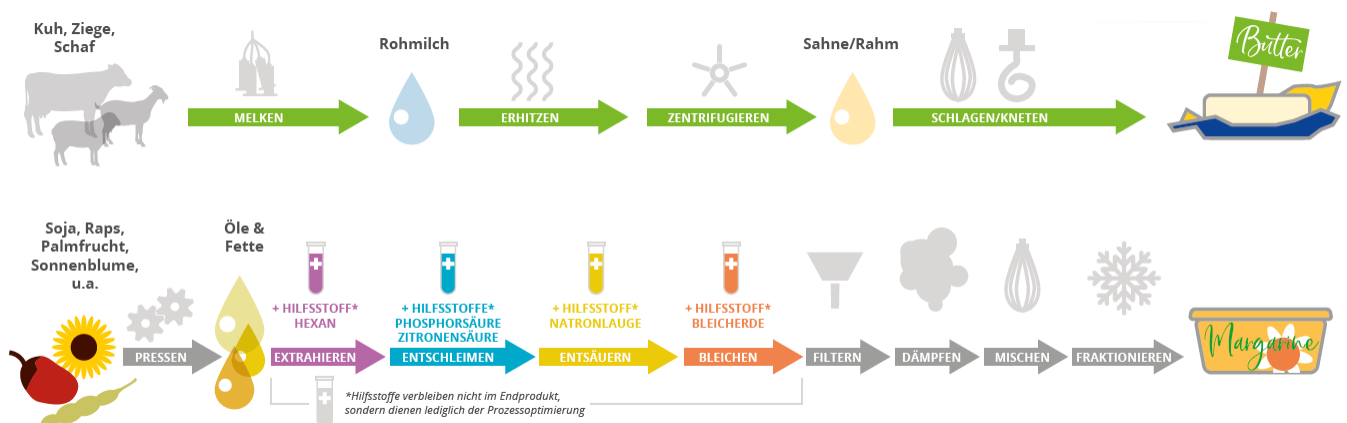 Kuh, Ziege,
Schaf
MELKEN
Rohmilch
ERHITZEN
ZENTRIFUGIEREN
Sahne/Rahm
SCHLAGEN/KNETEN
Butter
Soja, Raps,
Palmfrucht,
Sonnenblume,
u.a.
PRESSEN
Öle &
Fette
+ HILFSSTOFF*
HEXAN
EXTRAHIEREN
+ HILFSSTOFFE*
PHOSPHORSÄURE
ZITRONENSÄURE
ENTSCHLEIMEN
+ HILFSSTOFF*
NATRONLAUGE
ENTSÄUERN
+ HILFSSTOFF*
BLEICHERDE
BLEICHEN
FILTERN
DÄMPFEN
MISCHEN
FRAKTIONIEREN
Margarine
*Hilfsstoffe verbleiben nicht im Endprodukt,
sondern dienen lediglich der Prozessoptimierung